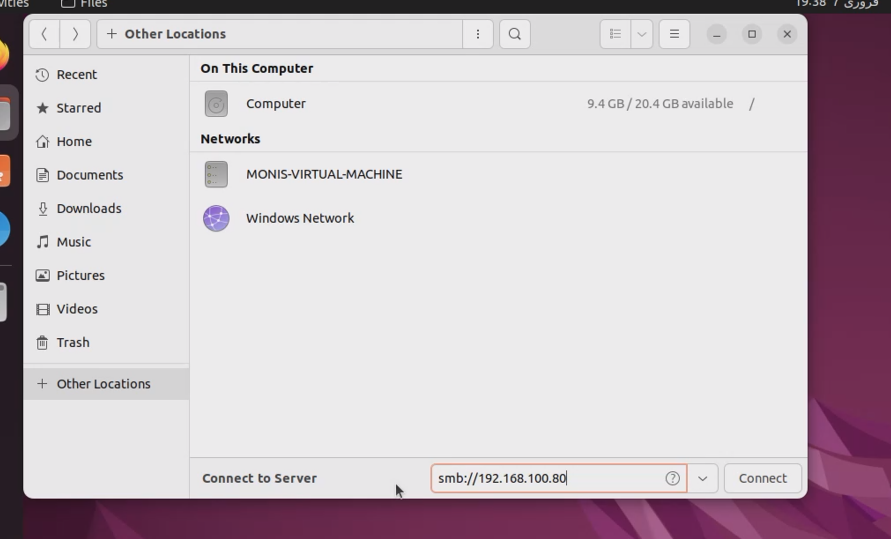 Files
19:38 7 فروری
Other Locations
Recent
Starred
Home
Documents
Downloads
Music
Pictures
Videos
Trash
Other Locations
On This Computer
Computer 9.4 GB / 20.4 GB available /
Networks
MONIS-VIRTUAL-MACHINE
Windows Network
Connect to Server smb://192.168.100.80 Connect